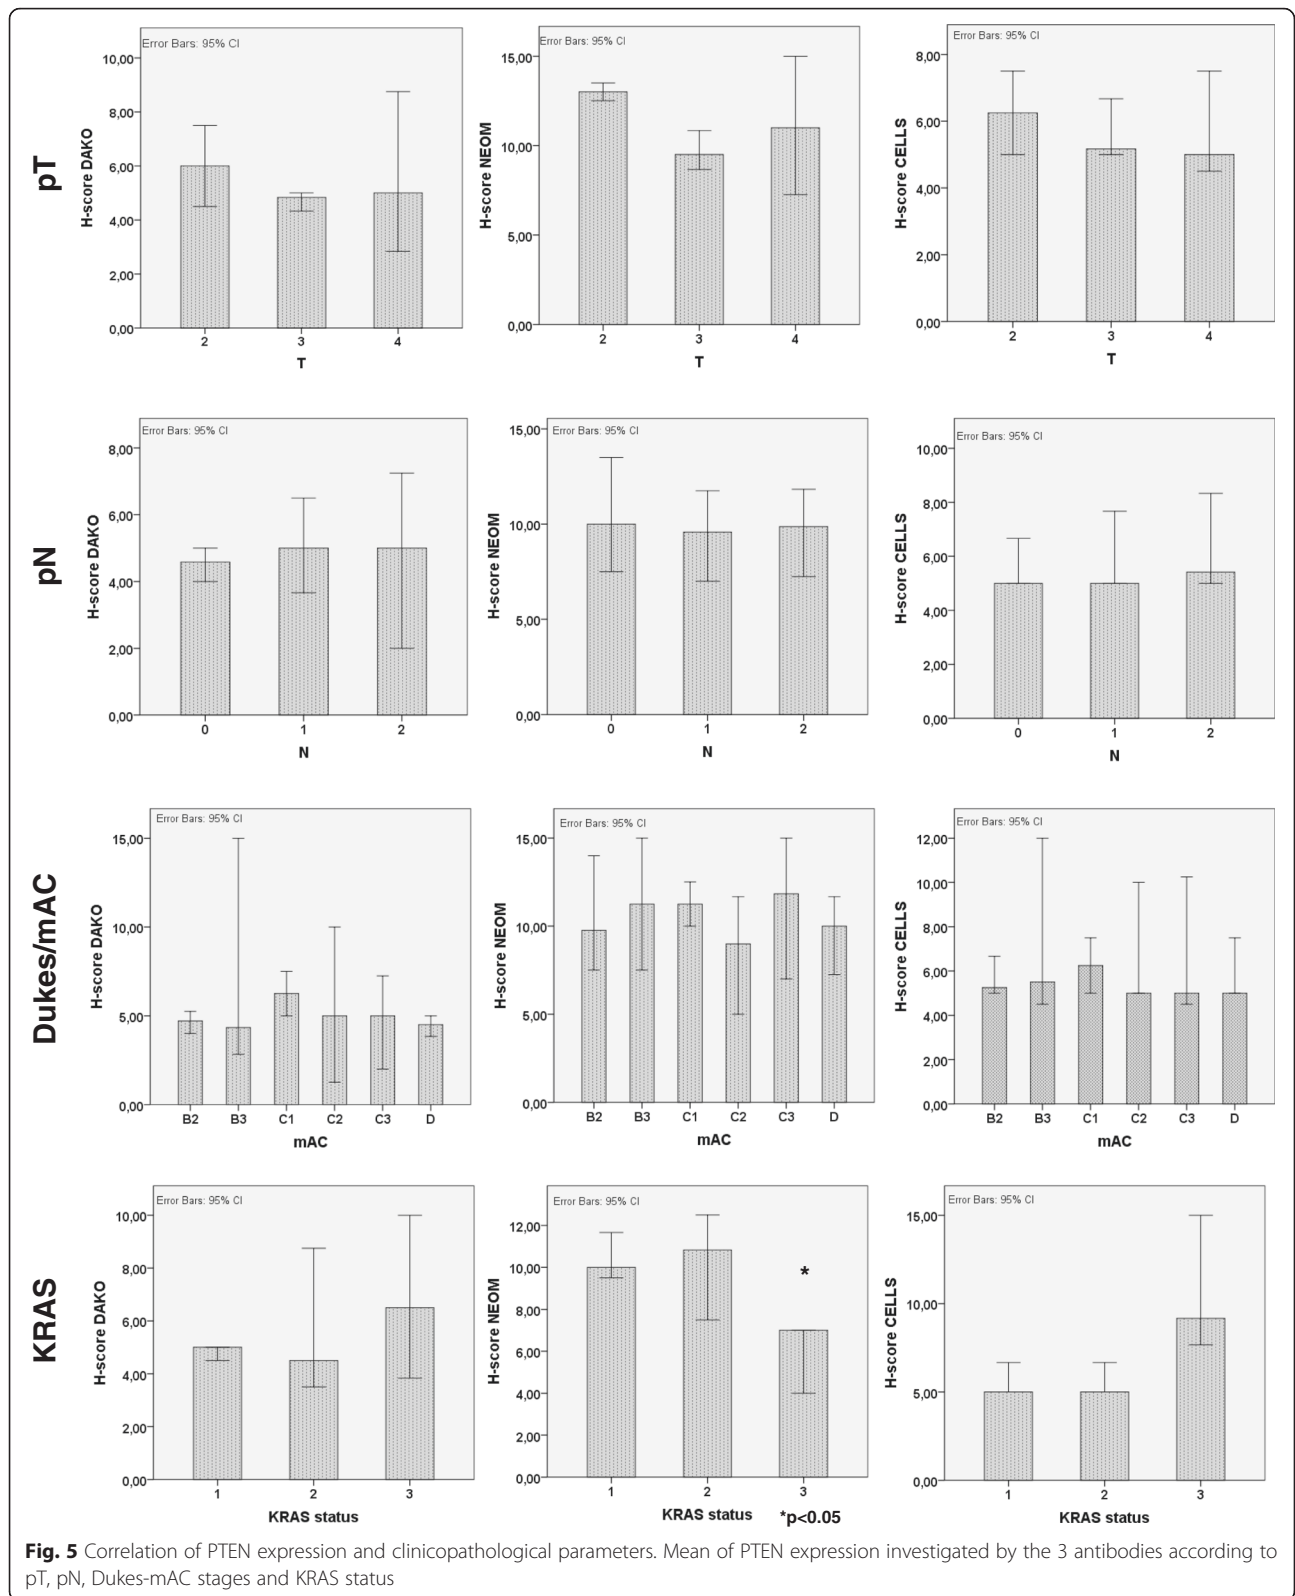 pT
Error Bars: 95% CI
H-score DAKO
10,00
8,00
6,00
4,00
2,00
0,00
2 3 4
T
Error Bars: 95% CI
H-score NEOM
15,00
10,00
5,00
0,00
2 3 4
T
Error Bars: 95% CI
H-score CELLS
8,00
6,00
4,00
2,00
0,00
2 3 4
T
pN
Error Bars: 95% CI
H-score DAKO
8,00
6,00
4,00
2,00
0,00
0 1 2
N
Error Bars: 95% CI
H-score NEOM
15,00
10,00
5,00
0,00
0 1 2
N
Error Bars: 95% CI
H-score CELLS
10,00
8,00
6,00
4,00
2,00
0,00
0 1 2
N
Dukes/mAC
Error Bars: 95% CI
H-score DAKO
15,00
10,00
5,00
0,00
B2 B3 C1 C2 C3 D
mAC
Error Bars: 95% CI
H-score NEOM
15,00
10,00
5,00
0,00
B2 B3 C1 C2 C3 D
mAC
Error Bars: 95% CI
H-score CELLS
12,00
10,00
8,00
6,00
4,00
2,00
0,00
B2 B3 C1 C2 C3 D
mAC
KRAS
Error Bars: 95% CI
H-score DAKO
10,00
8,00
6,00
4,00
2,00
0,00
1 2 3
KRAS status
Error Bars: 95% CI
H-score NEOM
12,00
10,00
8,00
6,00
4,00
2,00
0,00
*
1 2 3
KRAS status *p<0.05
Error Bars: 95% CI
H-score CELLS
15,00
10,00
5,00
0,00
1 2 3
KRAS status
Fig. 5 Correlation of PTEN expression and clinicopathological parameters. Mean of PTEN expression investigated by the 3 antibodies according to
pT, pN, Dukes-mAC stages and KRAS status